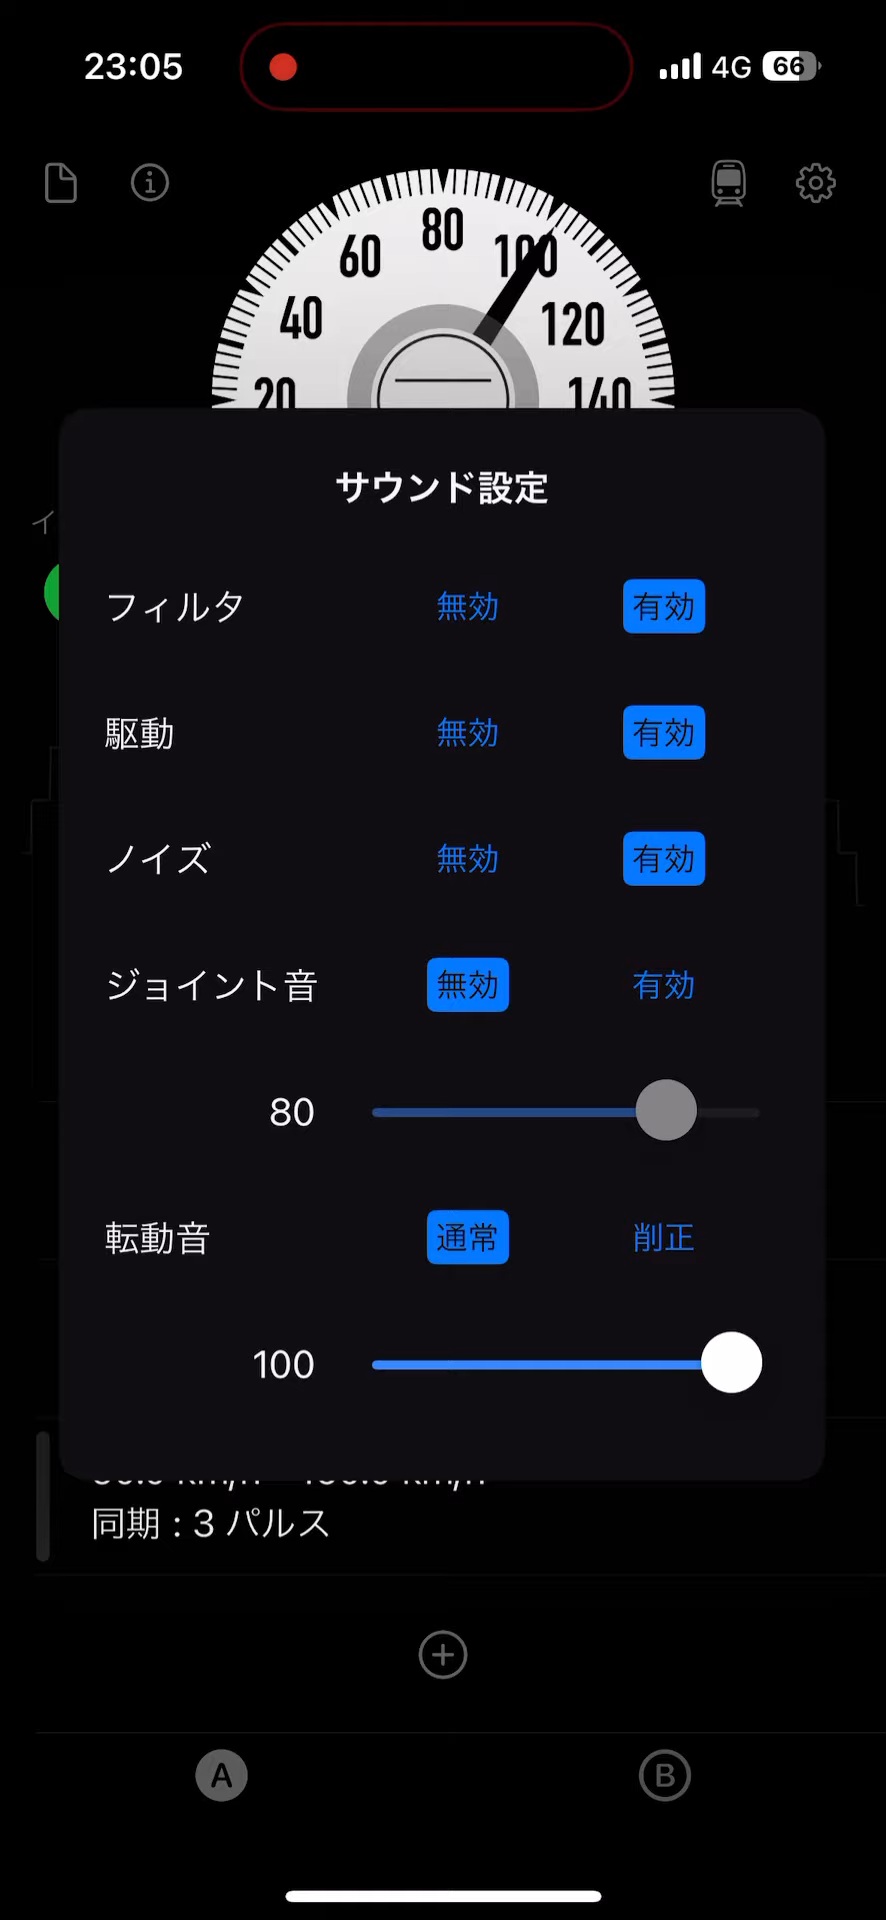 23:05
4G 66
80
60 100
40 120
20 140
サウンド設定
イ
フィルタ 無効 有効
駆動 無効 有効
ノイズ 無効 有効
ジョイント音 無効 有効
80
転動音 通常 削正
100
同期 : 3 パルス
A B